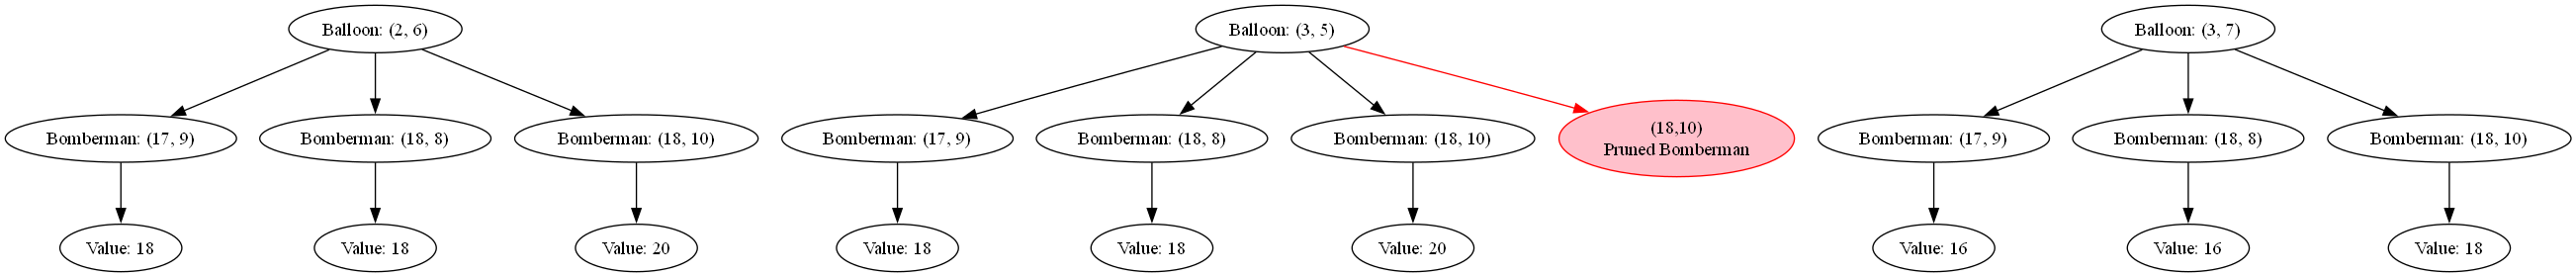 Balloon: (2, 6)
Balloon: (3, 5)
Balloon: (3, 7)
Bomberman: (17, 9)
Bomberman: (18, 8)
Bomberman: (18, 10)
Bomberman: (17, 9)
Bomberman: (18, 8)
Bomberman: (18, 10)
(18,10)
Pruned Bomberman
Bomberman: (17, 9)
Bomberman: (18, 8)
Bomberman: (18, 10)
Value: 18
Value: 18
Value: 20
Value: 18
Value: 18
Value: 20
Value: 16
Value: 16
Value: 18